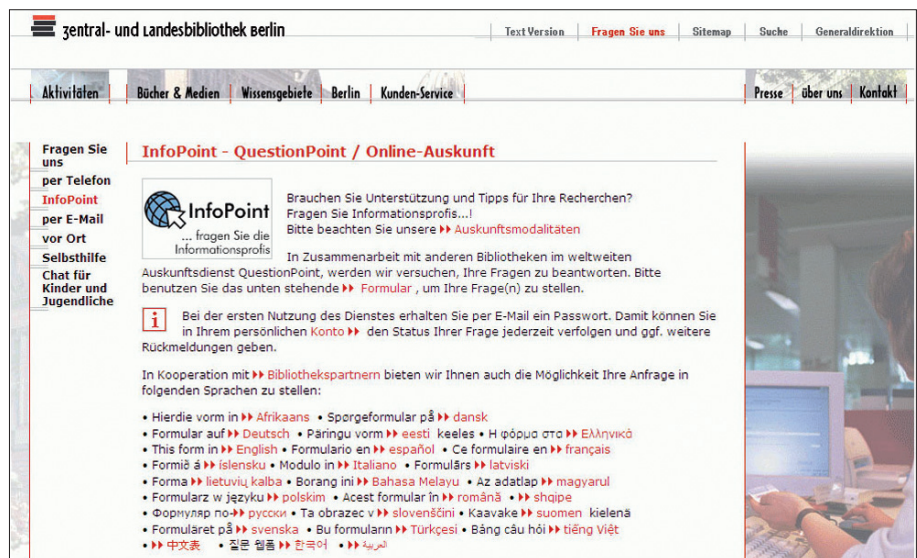 zentral- und Landesbibliothek Berlin
Text Version
Fragen Sie uns
Sitemap
Suche
Generaldirektion
Aktivitäten
Bücher & Medien
Wissensgebiete
Berlin
Kunden-Service
Presse
über uns
Kontakt
Fragen Sie
uns
per Telefon
InfoPoint
per E-Mail
vor Ort
Selbsthilfe
Chat für
Kinder und
Jugendliche
InfoPoint - QuestionPoint / Online-Auskunft
InfoPoint
... fragen Sie die
Informationsprofis
Brauchen Sie Unterstützung und Tipps für Ihre Recherchen?
Fragen Sie Informationsprofis...!
Bitte beachten Sie unsere Auskunftsmodalitäten
In Zusammenarbeit mit anderen Bibliotheken im weltweiten
Auskunftsdienst QuestionPoint, werden wir versuchen, Ihre Fragen zu beantworten. Bitte
benutzen Sie das unten stehende Formular , um Ihre Frage(n) zu stellen.
i
Bei der ersten Nutzung des Dienstes erhalten Sie per E-Mail ein Passwort. Damit können Sie
in Ihrem persönlichen Konto den Status Ihrer Frage jederzeit verfolgen und ggf. weitere
Rückmeldungen geben.
In Kooperation mit Bibliothekspartnern bieten wir Ihnen auch die Möglichkeit Ihre Anfrage in
folgenden Sprachen zu stellen:
• Hierdie vorm in Afrikaans • Spørgeformular på dansk
• Formular auf Deutsch • Päringu vorm eesti keeles • Η φόρμα στα Ελληνικά
• This form in English • Formulario en español • Ce formulaire en français
• Formið á íslensku • Modulo in Italiano • Formulārs latviski
• Forma lietuvių kalba • Borang ini Bahasa Melayu • Az adatlap magyarul
• Formularz w języku polskim • Acest formular în română • shqipe
• Формуляр по- русски • Ta obrazec v slovenščini • Kaavake suomen kielenä
• Formuläret på svenska • Bu formuların Türkçesi • Bảng câu hỏi tiếng Việt
• 中文表 • 질문 웹폼 한국어 • العربية